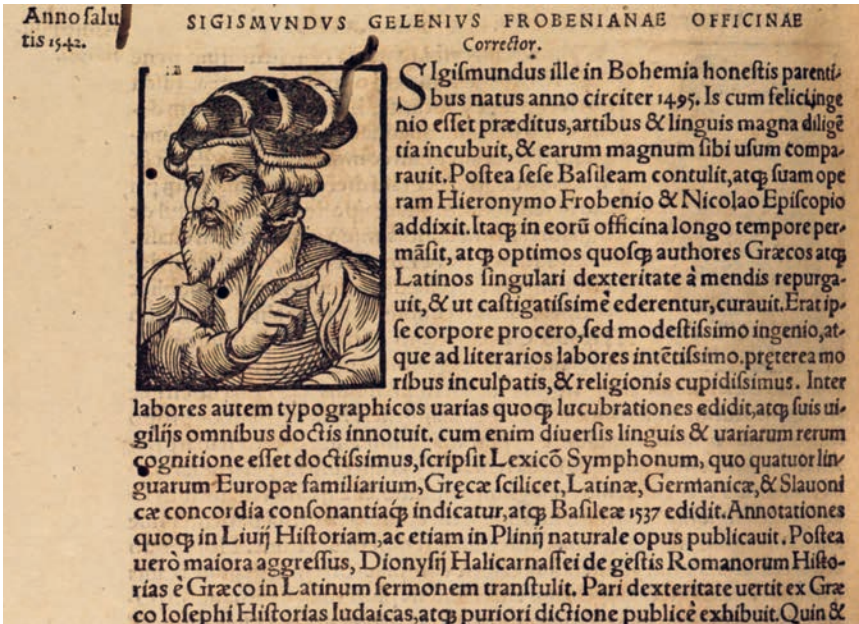 Anno salu
tis 1542.
SIGISMVNDVS GELENIVS FROBENIANAE OFFICINAE
Corrector.
SIgismundus ille in Bohemia honestis parenti-
bus natus anno circiter 1495. Is cum felici inge
nio esset præditus, artibus & linguis magna diligẽ
tia incubuit, & earum magnum sibi usum compa-
rauit. Postea sese Basileam contulit, atq́ꝫ suam ope
ram Hieronymo Frobenio & Nicolao Episcopio
addixit. Itaq́ꝫ in eorũ officina longo tempore per-
mãsit, atq́ꝫ optimos quosq́ꝫ authores Græcos atq́ꝫ
Latinos singulari dexteritate à mendis repurga-
uit, & ut castigatissimè ederentur, curauit. Erat ip-
se corpore procero, sed modestissimo ingenio, at-
que ad literarios labores intẽtissimo, pręterea mo
ribus inculpatis, & religionis cupidissimus. Inter
labores autem typographicos uarias quoq́ꝫ lucubrationes edidit, atq́ꝫ suis ui-
gilijs omnibus doctis innotuit. cum enim diuersis linguis & uariarum rerum
cognitione esset doctissimus, scripsit Lexicõ Symphonum, quo quatuor lin-
guarum Europæ familiarium, Gręcæ scilicet, Latinæ, Germanicæ, & Slauoni
cæ concordia consonantiaq́ꝫ indicatur, atq́ꝫ Basileæ 1537 edidit. Annotationes
quoq́ꝫ in Liuij Historiam, ac etiam in Plinij naturale opus publicauit. Postea
uerò maiora aggressus, Dionysij Halicarnassei de gestis Romanorum Histo-
rías è Græco in Latinum sermonem transtulit. Pari dexteritate uertit ex Græ
co Iosephi Historias Iudaicas, atq́ꝫ puriori dictione publicè exhibuit. Quin &